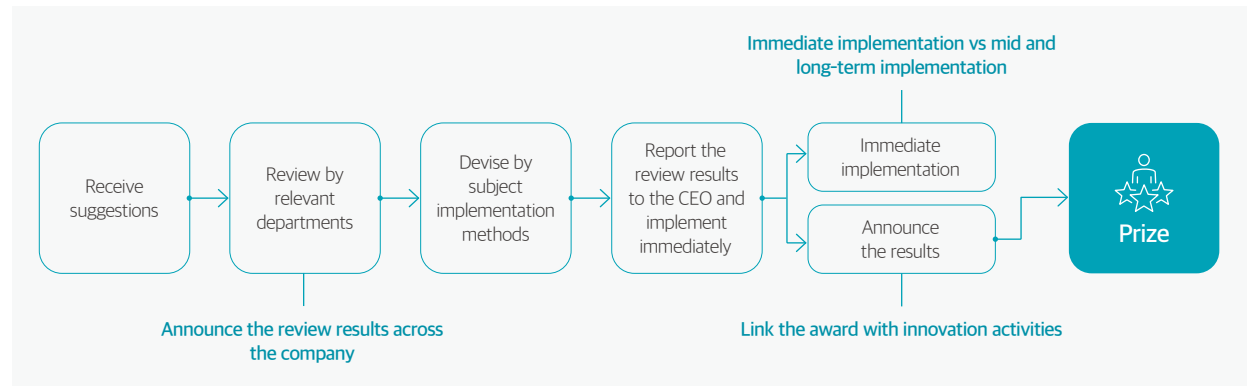 Immediate implementation vs mid and
long-term implementation
Receive
suggestions
Review by
relevant
departments
Devise by
subject
implementation
methods
Report the
review results
to the CEO and
implement
immediately
Immediate
implementation
Announce
the results
Prize
Announce the review results across
the company
Link the award with innovation activities